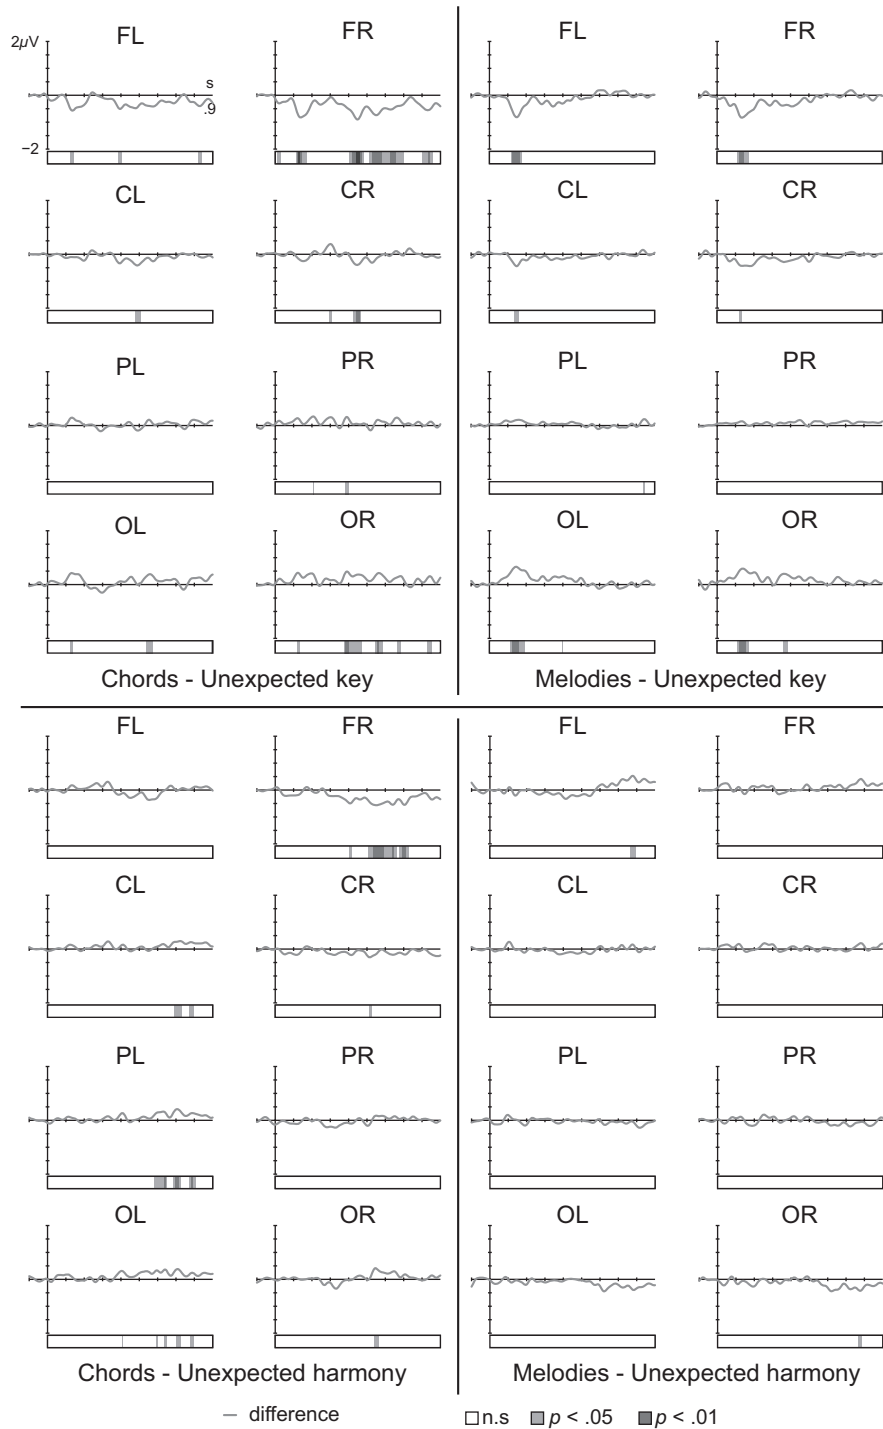 FL FR FL FR
2µV
s
.9
−2
CL CR CL CR
PL PR PL PR
OL OR OL OR
Chords - Unexpected key Melodies - Unexpected key
FL FR FL FR
CL CR CL CR
PL PR PL PR
OL OR OL OR
Chords - Unexpected harmony Melodies - Unexpected harmony
difference n.s p < .05 p < .01